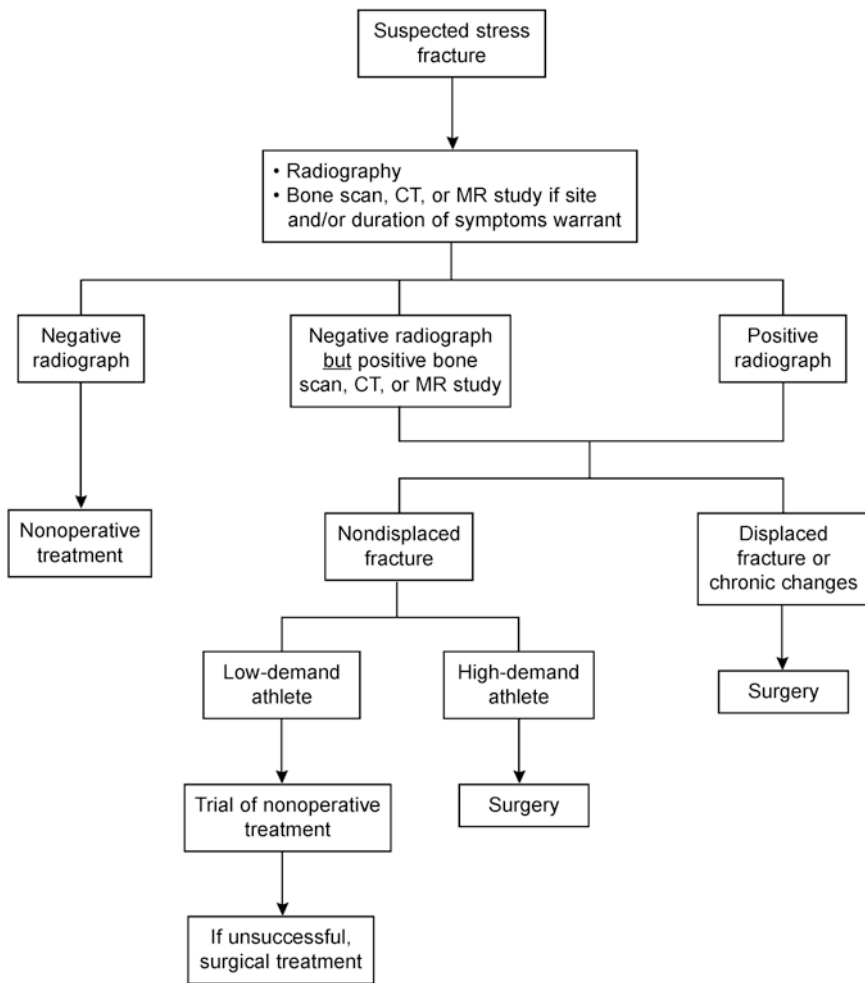 Suspected stress
fracture
• Radiography
• Bone scan, CT, or MR study if site
and/or duration of symptoms warrant
Negative
radiograph
Negative radiograph
but positive bone
scan, CT, or MR study
Positive
radiograph
Nonoperative
treatment
Nondisplaced
fracture
Displaced
fracture or
chronic changes
Low-demand
athlete
High-demand
athlete
Surgery
Trial of nonoperative
treatment
Surgery
If unsuccessful,
surgical treatment